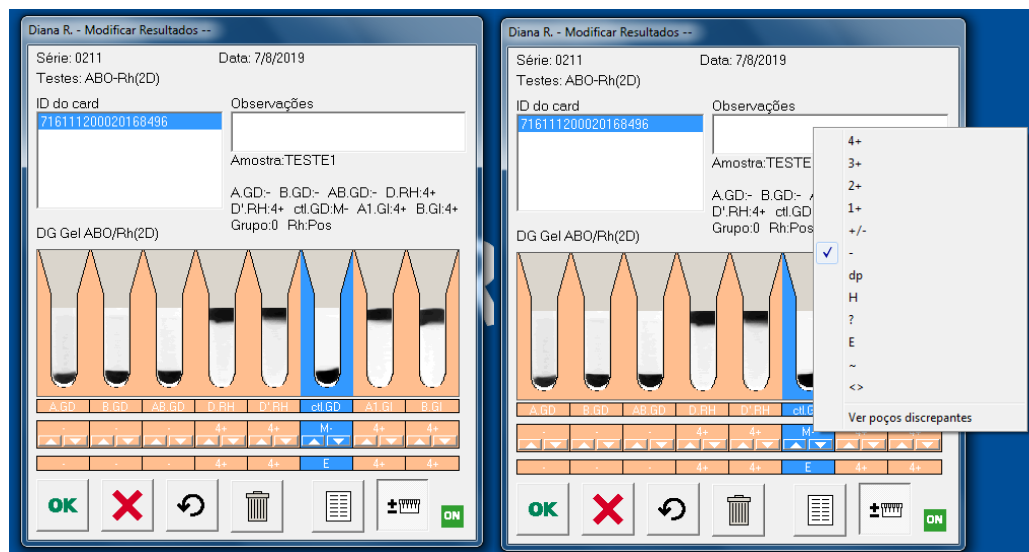 Diana R. - Modificar Resultados --
Série: 0211 Data: 7/8/2019
Testes: ABO-Rh(2D)
ID do card Observações
716111200020168496
Amostra:TESTE1
A.GD:- B.GD:- AB.GD:- D.RH:4+
D'.RH:4+ ctl.GD:M- A1.GI:4+ B.GI:4+
Grupo:0 Rh:Pos
DG Gel ABO/Rh(2D)
A.GD B.GD AB.GD D.RH D'.RH ctl.GD A1.GI B.GI
- - - 4+ 4+ M- 4+ 4+
- - - 4+ 4+ E 4+ 4+
OK ± ON
Diana R. - Modificar Resultados --
Série: 0211 Data: 7/8/2019
Testes: ABO-Rh(2D)
ID do card Observações
716111200020168496
Amostra:TESTE
A.GD:- B.GD:-
D'.RH:4+ ctl.GD
Grupo:0 Rh:Pos
DG Gel ABO/Rh(2D)
A.GD B.GD AB.GD D.RH D'.RH
- - - 4+ 4+ M- 4+ 4+
- - - 4+ 4+ E 4+ 4+
OK ± ON
4+
3+
2+
1+
+/-
-
dp
H
?
E
~
<>
Ver poços discrepantes